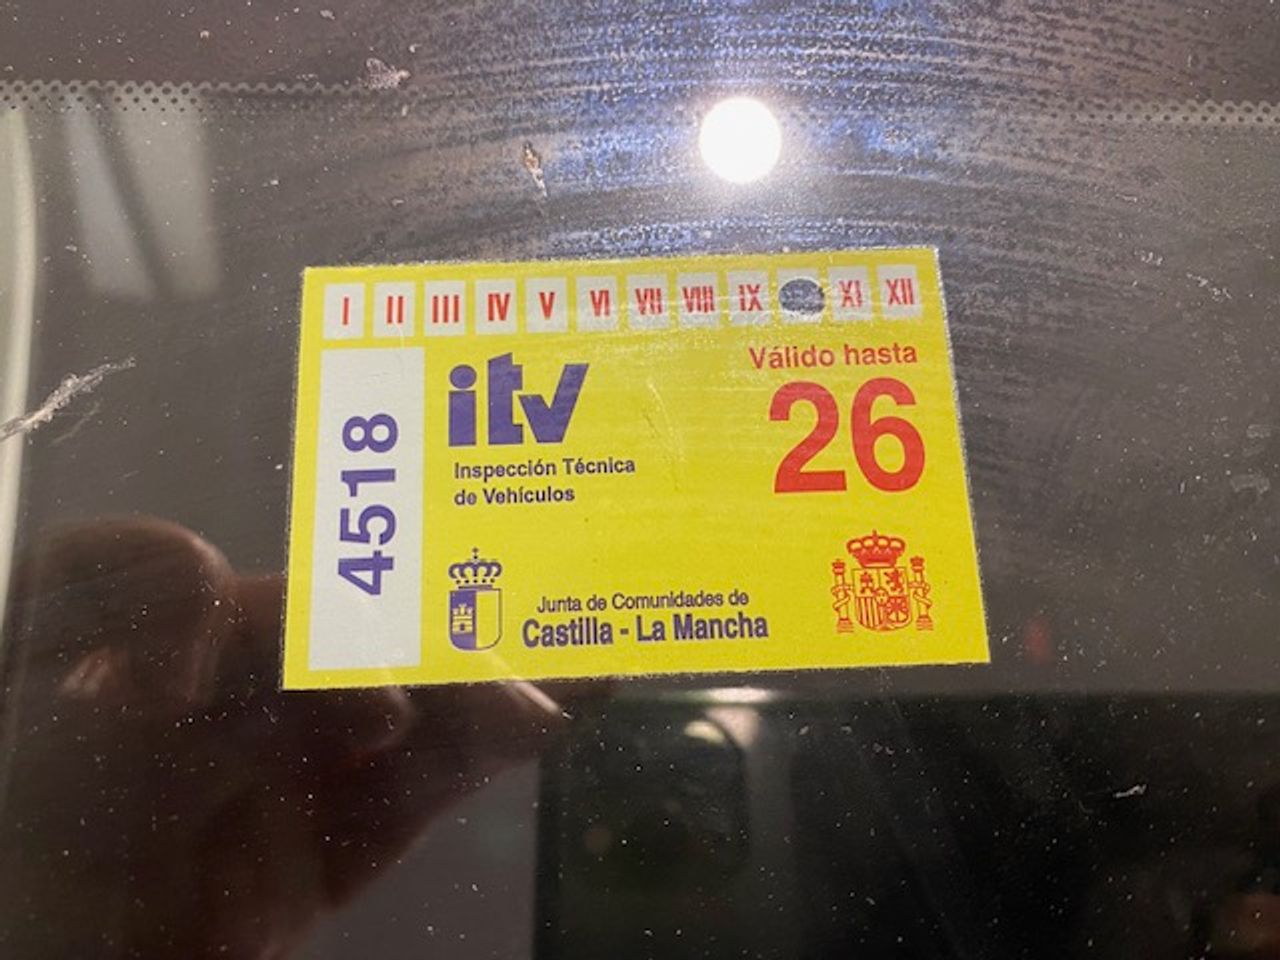 I II III IV V VI VII VIII IX XI XII
4518
itv
Inspección Técnica
de Vehículos
Válido hasta
26
Junta de Comunidades de
Castilla - La Mancha